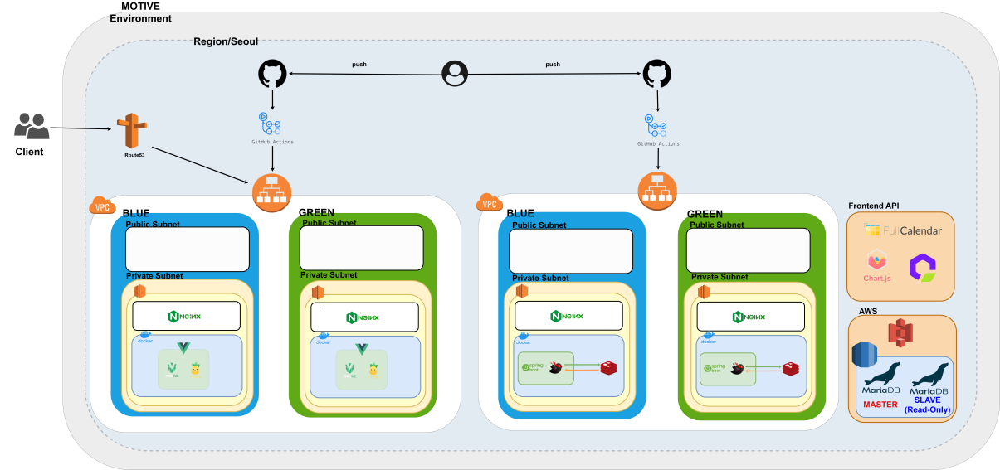 MOTIVE
Environment
Region/Seoul
push
push
Client
Route53
GitHub Actions
GitHub Actions
VPC
BLUE
Public Subnet
Private Subnet
NGINX
docker
GREEN
Public Subnet
Private Subnet
NGINX
docker
VPC
BLUE
Public Subnet
Private Subnet
NGINX
docker
spring
boot
GREEN
Public Subnet
Private Subnet
NGINX
docker
spring
boot
Frontend API
FullCalendar
Chart.js
AWS
MariaDB
MASTER
MariaDB
SLAVE
(Read-Only)